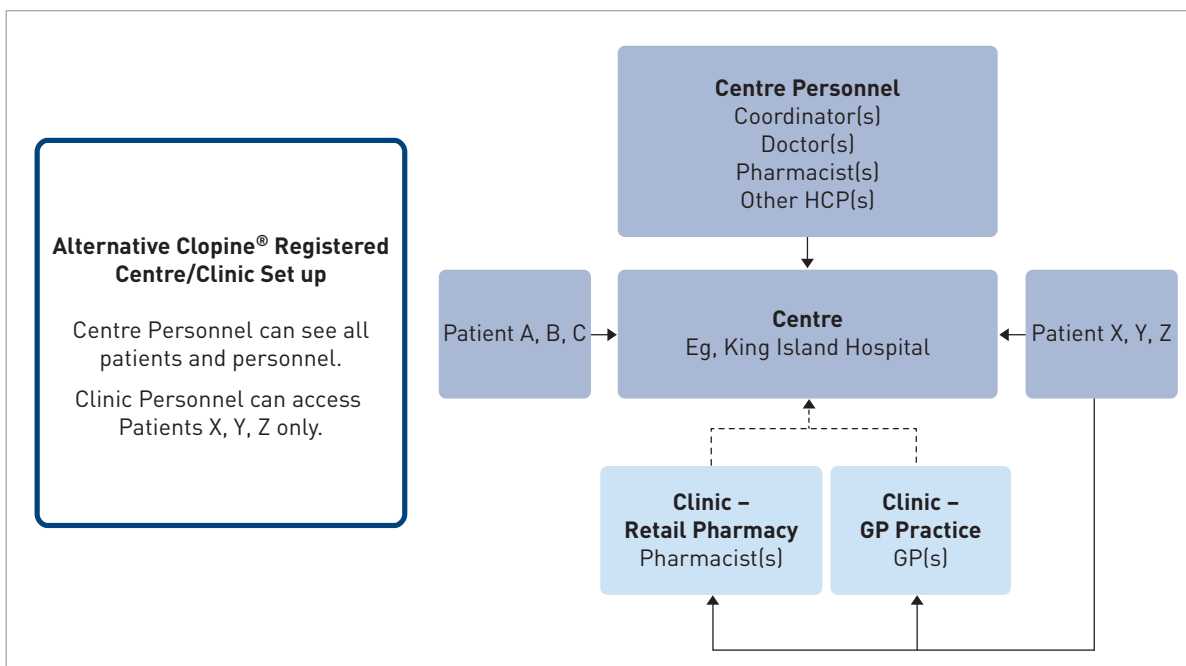 Alternative Clopine® Registered
Centre/Clinic Set up
Centre Personnel can see all
patients and personnel.
Clinic Personnel can access
Patients X, Y, Z only.
Centre Personnel
Coordinator(s)
Doctor(s)
Pharmacist(s)
Other HCP(s)
Patient A, B, C
Centre
Eg, King Island Hospital
Patient X, Y, Z
Clinic –
Retail Pharmacy
Pharmacist(s)
Clinic –
GP Practice
GP(s)